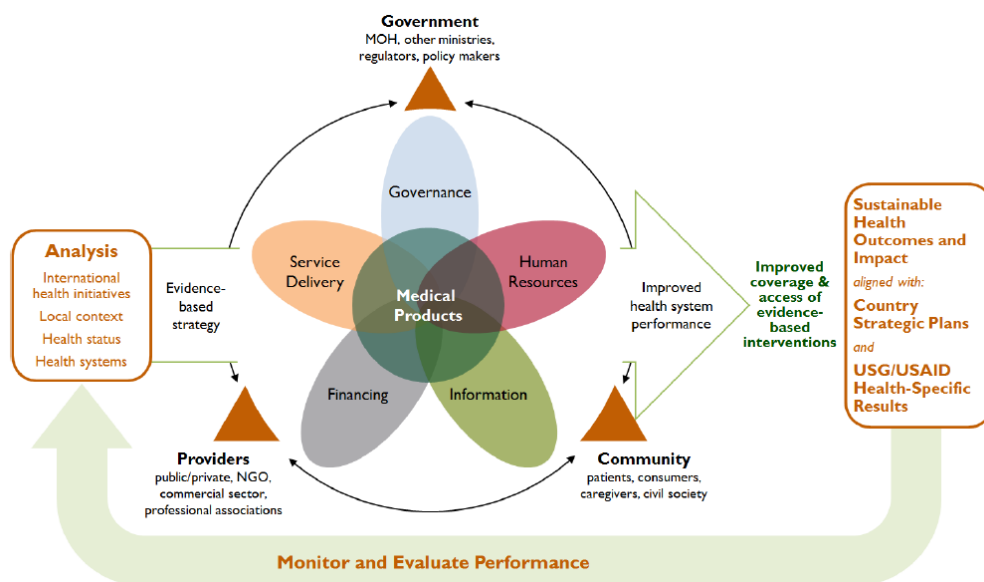 Government
MOH, other ministries,
regulators, policy makers
Governance
Service
Delivery
Human
Resources
Medical
Products
Financing
Information
Analysis
International
health initiatives
Local context
Health status
Health systems
Evidence-
based
strategy
Improved
health system
performance
Improved
coverage &
access of
evidence-
based
interventions
Sustainable
Health
Outcomes and
Impact
aligned with:
Country
Strategic Plans
and
USG/USAID
Health-Specific
Results
Providers
public/private, NGO,
commercial sector,
professional associations
Community
patients, consumers,
caregivers, civil society
Monitor and Evaluate Performance